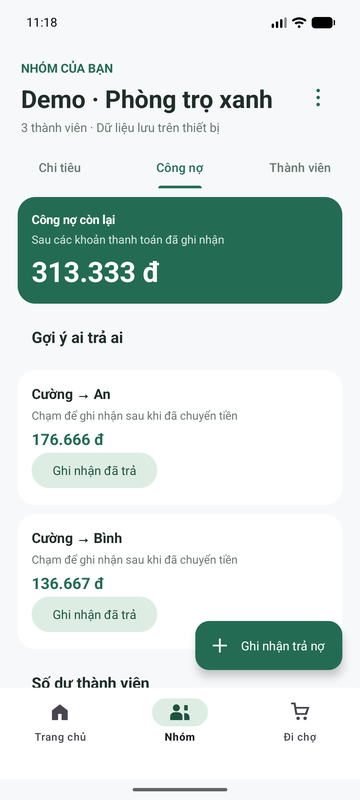 11:18
NHÓM CỦA BẠN
Demo · Phòng trọ xanh
3 thành viên · Dữ liệu lưu trên thiết bị
Chi tiêu
Công nợ
Thành viên
Công nợ còn lại
Sau các khoản thanh toán đã ghi nhận
313.333 đ
Gợi ý ai trả ai
Cường → An
Chạm để ghi nhận sau khi đã chuyển tiền
176.666 đ
Ghi nhận đã trả
Cường → Bình
Chạm để ghi nhận sau khi đã chuyển tiền
136.667 đ
Ghi nhận đã trả
Ghi nhận trả nợ
Số dư thành viên
Trang chủ
Nhóm
Đi chợ